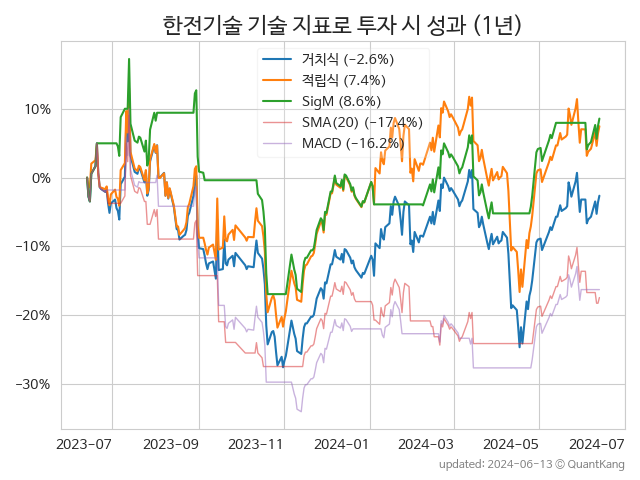 한전기술 기술 지표로 투자 시 성과 (1년)
거치식 (−2.6%)
적립식 (7.4%)
SigM (8.6%)
SMA(20) (−17.4%)
MACD (−16.2%)
10%
0%
−10%
−20%
−30%
2023-07 2023-09 2023-11 2024-01 2024-03 2024-05 2024-07
updated: 2024-06-13 © QuantKang